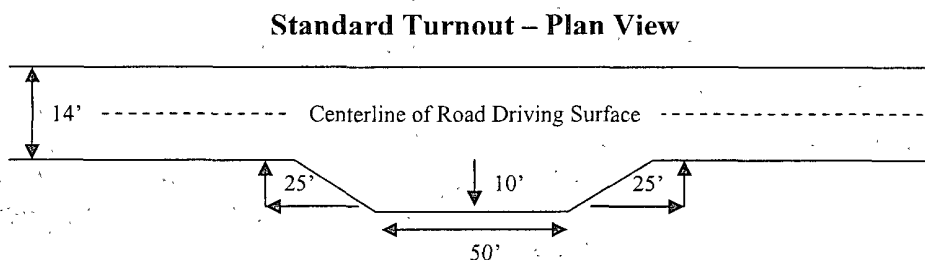 Standard Turnout – Plan View
14' Centerline of Road Driving Surface
25' 10' 25'
50'